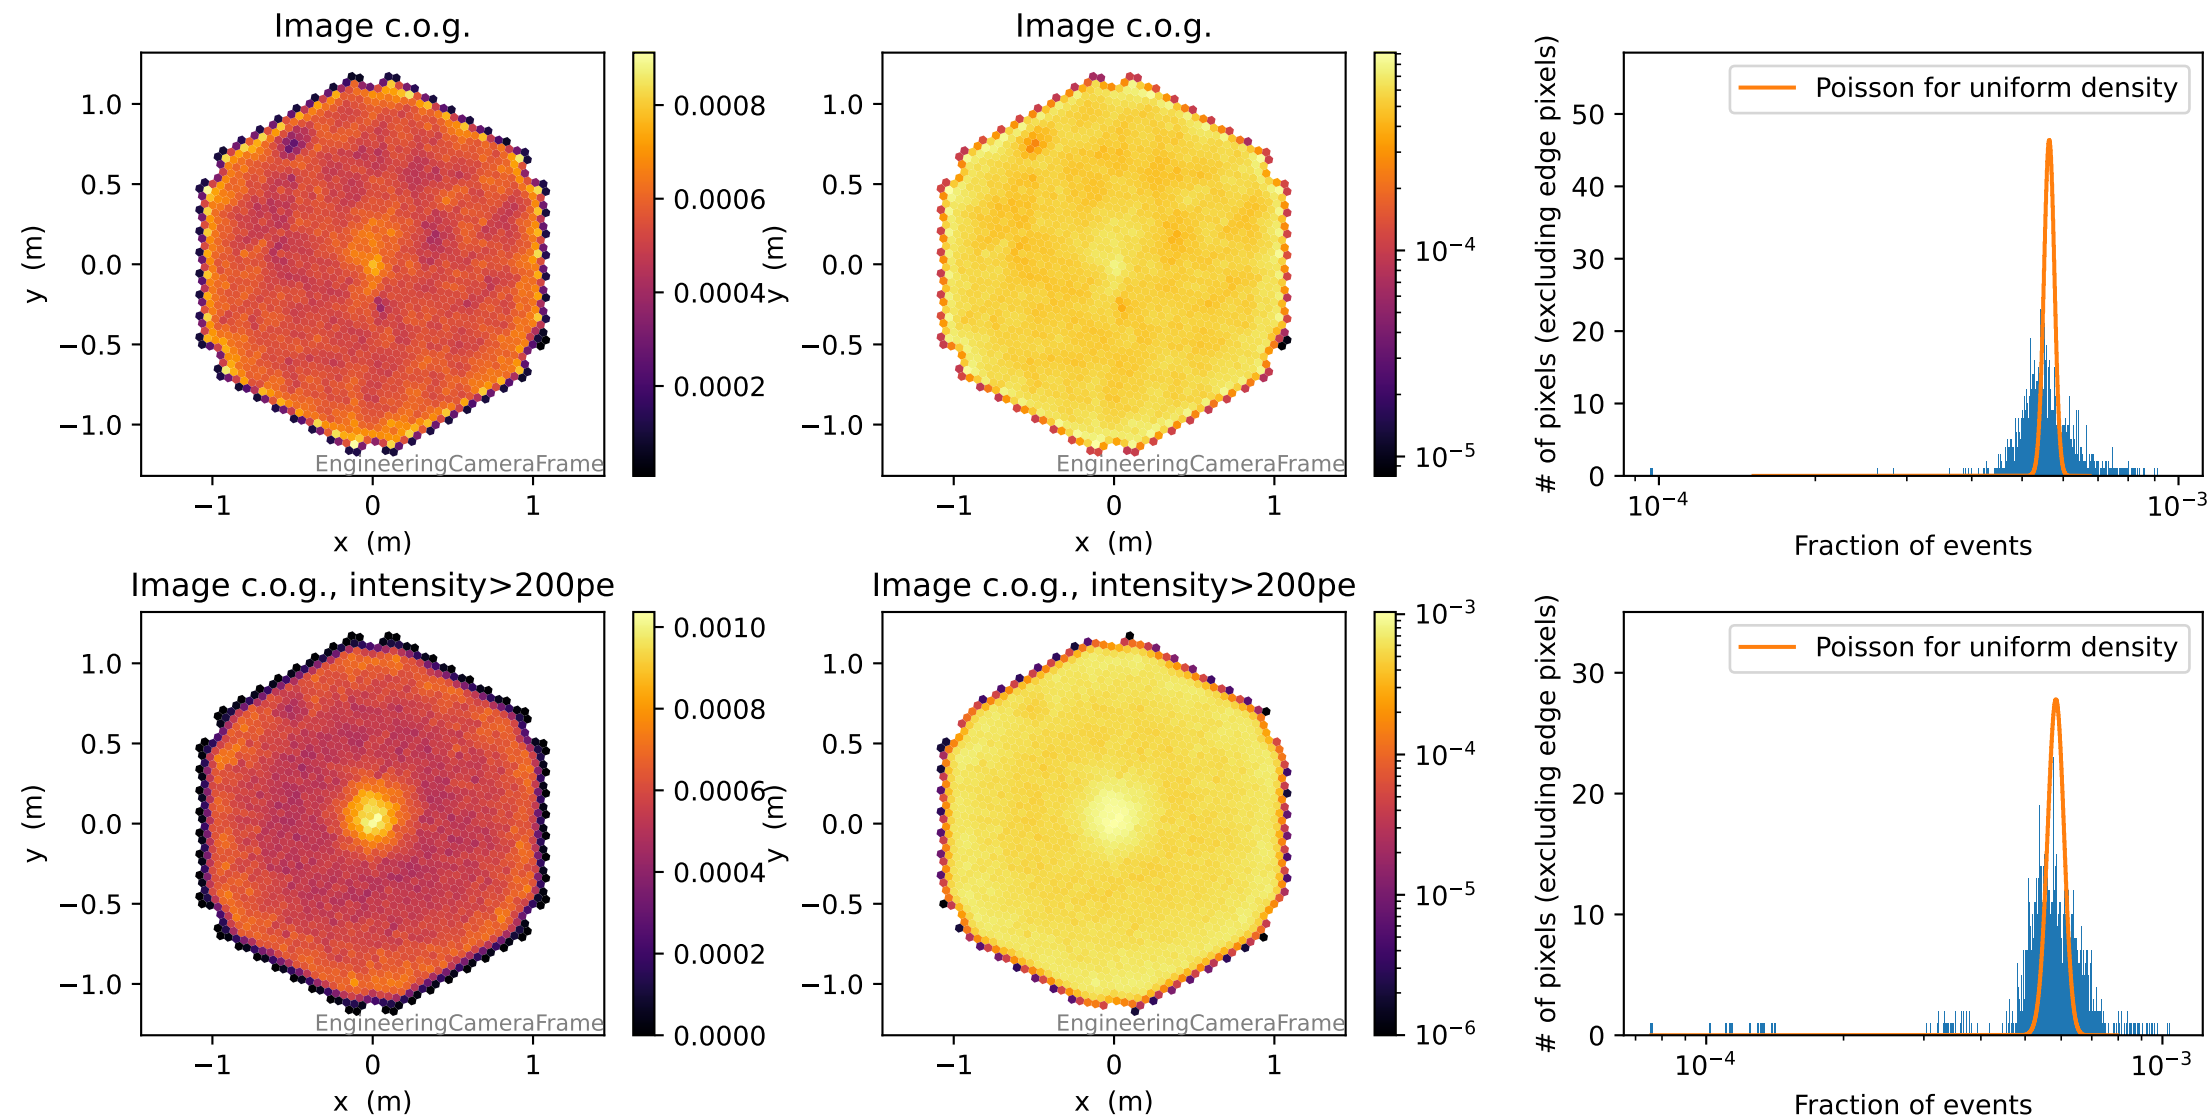 Image c.o.g.
1.0
0.5
0.0
−0.5
−1.0
y (m)
−1
0
1
x (m)
EngineeringCameraFrame
0.0008
0.0006
0.0004
0.0002
Image c.o.g.
1.0
0.5
0.0
−0.5
−1.0
y (m)
−1
0
1
x (m)
EngineeringCameraFrame
10−4
10−5
# of pixels (excluding edge pixels)
50
40
30
20
10
0
Poisson for uniform density
10−4
10−3
Fraction of events
Image c.o.g., intensity>200pe
1.0
0.5
0.0
−0.5
−1.0
y (m)
−1
0
1
x (m)
EngineeringCameraFrame
0.0010
0.0008
0.0006
0.0004
0.0002
0.0000
Image c.o.g., intensity>200pe
1.0
0.5
0.0
−0.5
−1.0
y (m)
−1
0
1
x (m)
EngineeringCameraFrame
10−3
10−4
10−5
10−6
# of pixels (excluding edge pixels)
30
20
10
0
Poisson for uniform density
10−4
10−3
Fraction of events